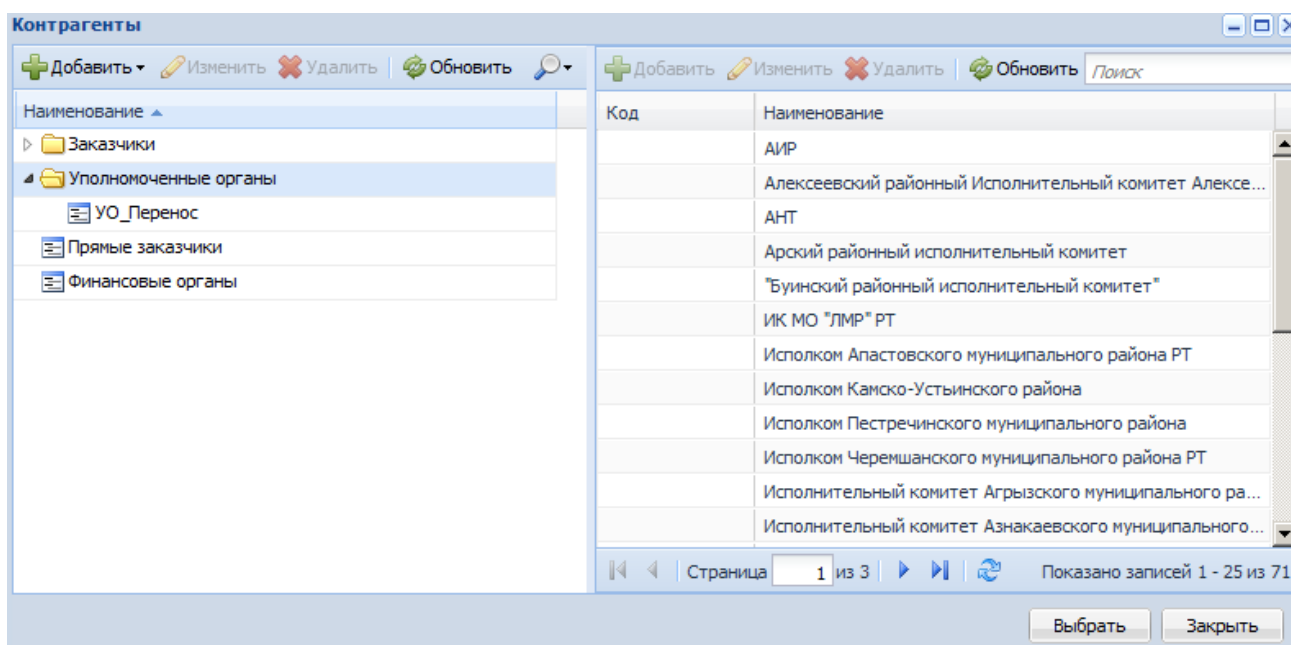 Контрагенты
Добавить Изменить Удалить Обновить
Наименование
Заказчики
Уполномоченные органы
УО_Перенос
Прямые заказчики
Финансовые органы
Добавить Изменить Удалить Обновить Поиск
Код Наименование
АИР
Алексеевский районный Исполнительный комитет Алексе...
АНТ
Арский районный исполнительный комитет
"Буинский районный исполнительный комитет"
ИК МО "ЛМР" РТ
Исполком Апастовского муниципального района РТ
Исполком Камско-Устьинского района
Исполком Пестречинского муниципального района
Исполком Черемшанского муниципального района РТ
Исполнительный комитет Агрызского муниципального ра...
Исполнительный комитет Азнакаевского муниципального...
Страница 1 из 3 Показано записей 1 - 25 из 71
Выбрать Закрыть